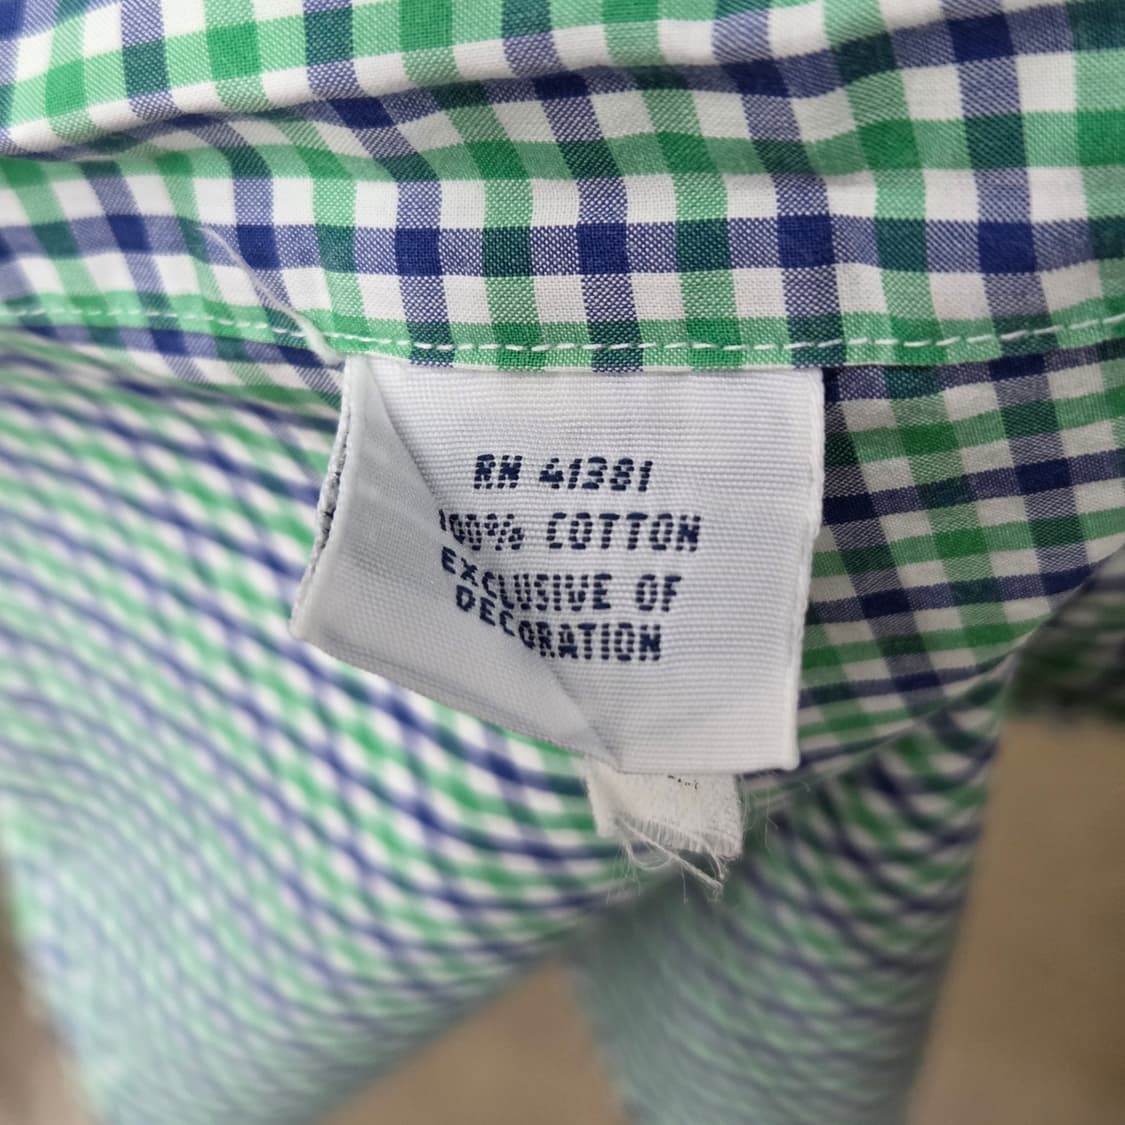 RN 41381
100% COTTON
EXCLUSIVE OF
DECORATION